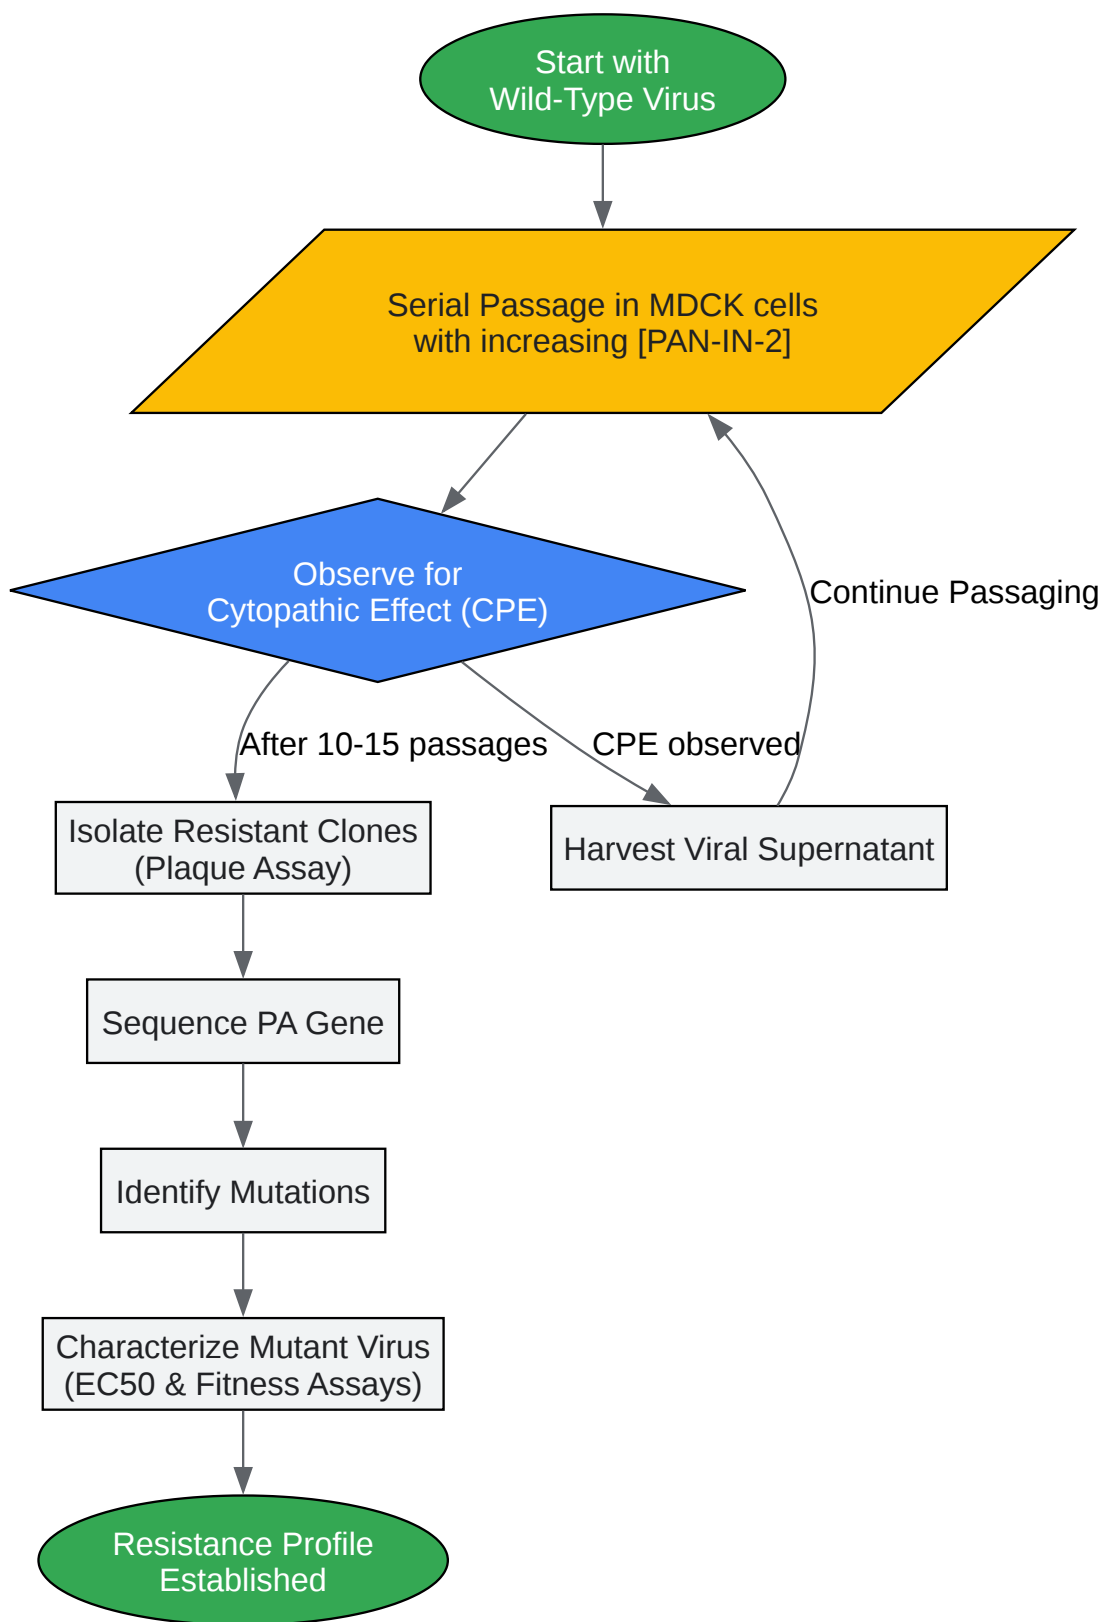 Start with
Wild-Type Virus
Serial Passage in MDCK cells
with increasing [PAN-IN-2]
Observe for
Cytopathic Effect (CPE)
Continue Passaging
After 10-15 passages
CPE observed
Isolate Resistant Clones
(Plaque Assay)
Harvest Viral Supernatant
Sequence PA Gene
Identify Mutations
Characterize Mutant Virus
(EC50 & Fitness Assays)
Resistance Profile
Established